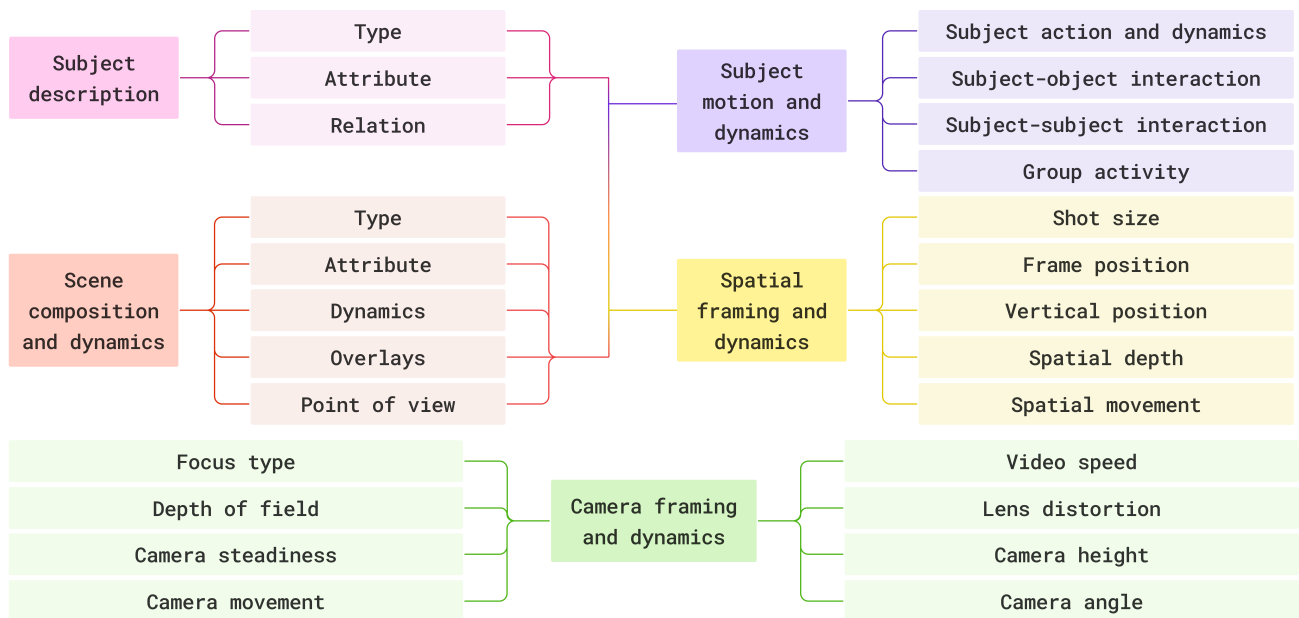 Subject
description
Type
Attribute
Relation
Subject
motion and
dynamics
Subject action and dynamics
Subject-object interaction
Subject-subject interaction
Group activity
Scene
composition
and dynamics
Type
Attribute
Dynamics
Overlays
Point of view
Spatial
framing and
dynamics
Shot size
Frame position
Vertical position
Spatial depth
Spatial movement
Focus type
Depth of field
Camera steadiness
Camera movement
Camera framing
and dynamics
Video speed
Lens distortion
Camera height
Camera angle